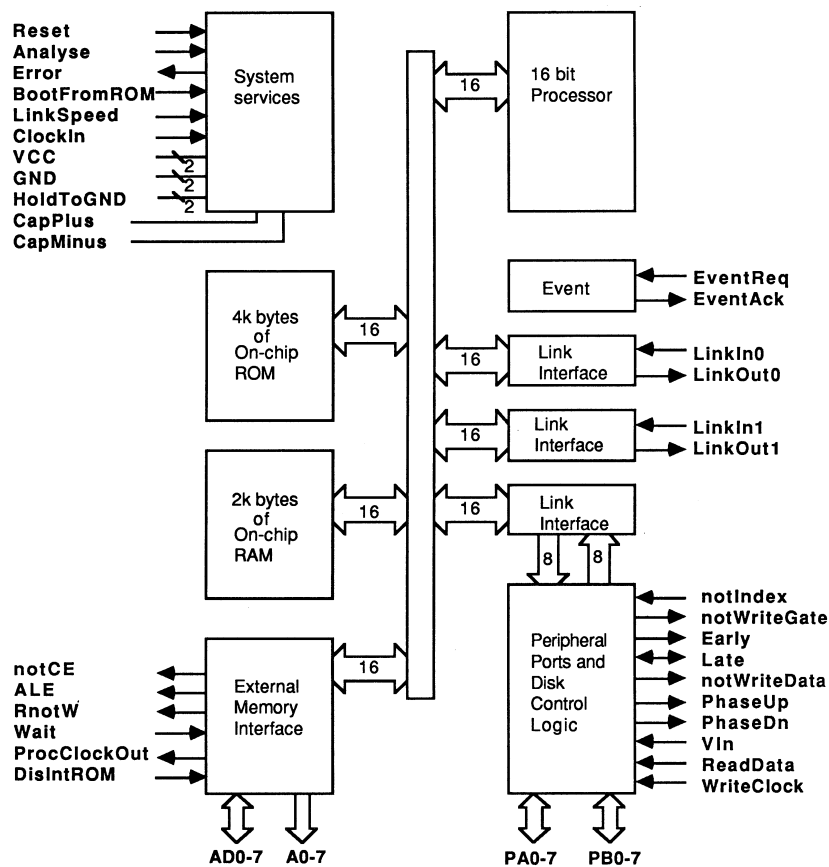 Reset
Analyse
Error
BootFromROM
LinkSpeed
ClockIn
VCC
2
GND
2
HoldToGND
2
CapPlus
CapMinus
System
services
16
16 bit
Processor
Event
EventReq
EventAck
4k bytes
of
On-chip
ROM
16
16
Link
Interface
LinkIn0
LinkOut0
16
Link
Interface
LinkIn1
LinkOut1
2k bytes
of
On-chip
RAM
16
16
Link
Interface
8
8
notCE
ALE
RnotW
Wait
ProcClockOut
DisIntROM
External
Memory
Interface
16
Peripheral
Ports and
Disk
Control
Logic
notIndex
notWriteGate
Early
Late
notWriteData
PhaseUp
PhaseDn
VIn
ReadData
WriteClock
AD0-7
A0-7
PA0-7
PB0-7